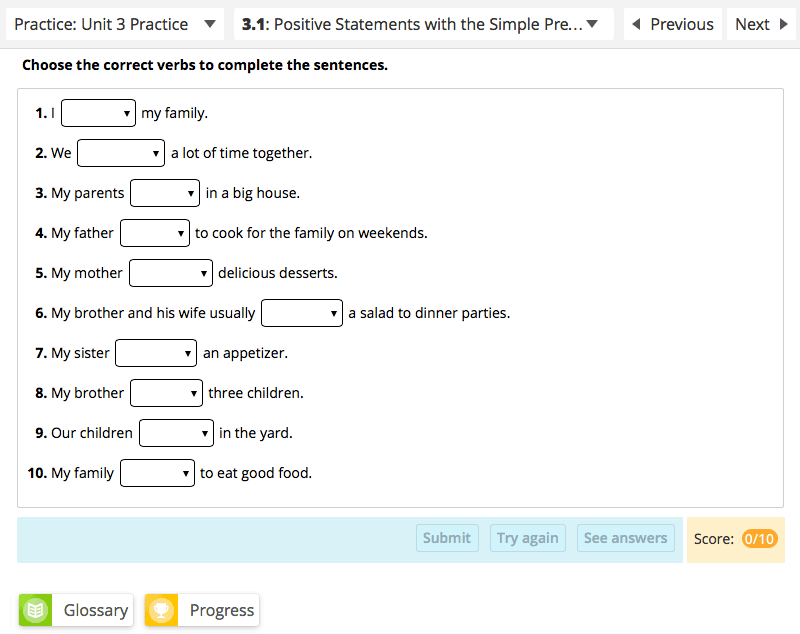 Practice: Unit 3 Practice 3.1: Positive Statements with the Simple Pre... Previous Next
Choose the correct verbs to complete the sentences.
1. I my family.
2. We a lot of time together.
3. My parents in a big house.
4. My father to cook for the family on weekends.
5. My mother delicious desserts.
6. My brother and his wife usually a salad to dinner parties.
7. My sister an appetizer.
8. My brother three children.
9. Our children in the yard.
10. My family to eat good food.
Submit Try again See answers Score: 0/10
Glossary Progress